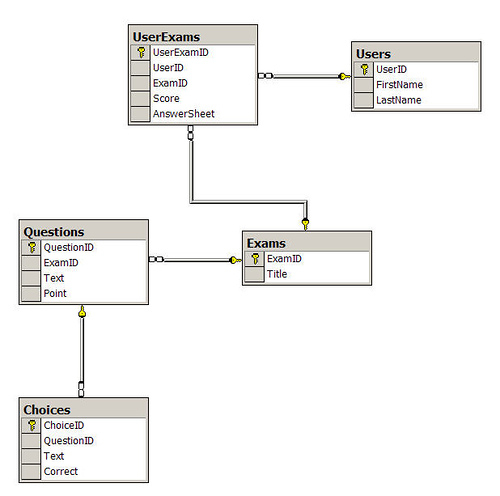 UserExams
UserExamID
UserID
ExamID
Score
AnswerSheet
Users
UserID
FirstName
LastName
Questions
QuestionID
ExamID
Text
Point
Exams
ExamID
Title
Choices
ChoiceID
QuestionID
Text
Correct